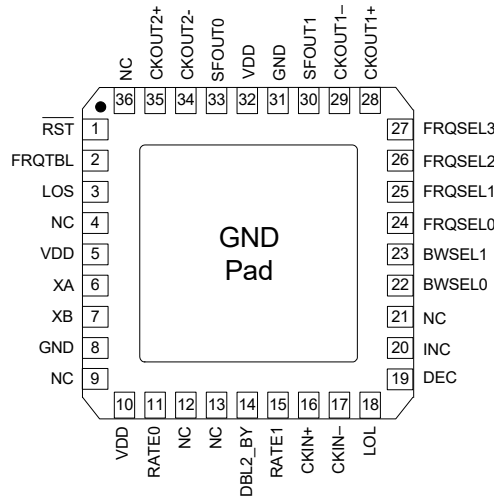 NC
CKOUT2+
CKOUT2-
SFOUT0
VDD
GND
SFOUT1
CKOUT1–
CKOUT1+
36 35 34 33 32 31 30 29 28
RST 1
FRQTBL 2
LOS 3
NC 4
VDD 5
XA 6
XB 7
GND 8
NC 9
GND
Pad
27 FRQSEL3
26 FRQSEL2
25 FRQSEL1
24 FRQSEL0
23 BWSEL1
22 BWSEL0
21 NC
20 INC
19 DEC
10 11 12 13 14 15 16 17 18
VDD
RATE0
NC
NC
DBL2_BY
RATE1
CKIN+
CKIN–
LOL